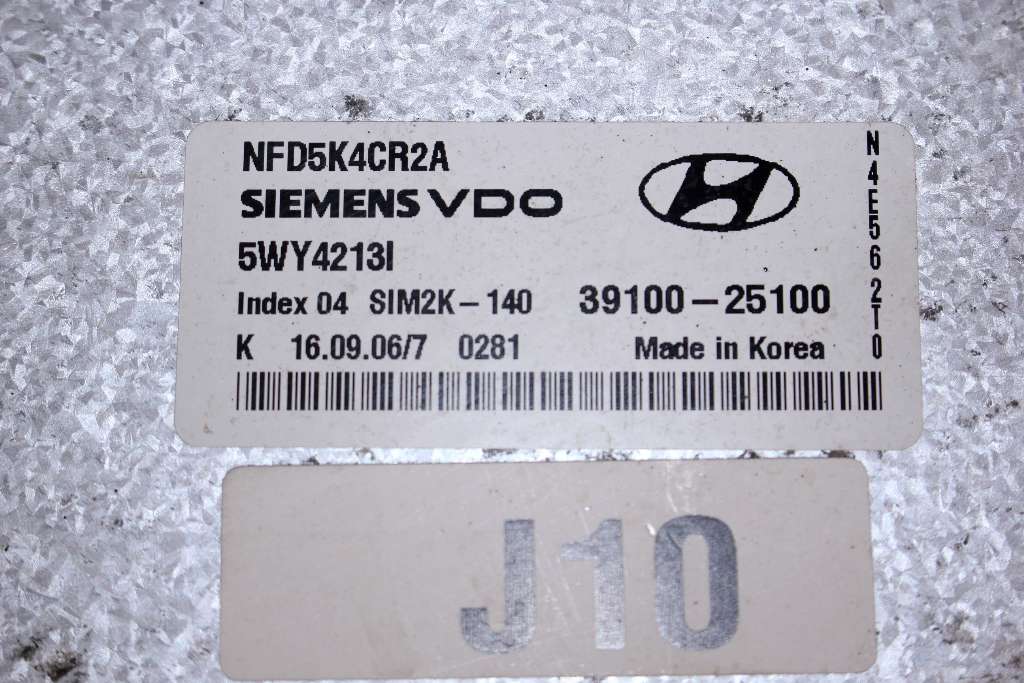 NFD5K4CR2A
SIEMENS VDO
5WY4213I
Index 04 SIM2K-140 39100-25100
K 16.09.06/7 0281 Made in Korea
N4E562T0
J10